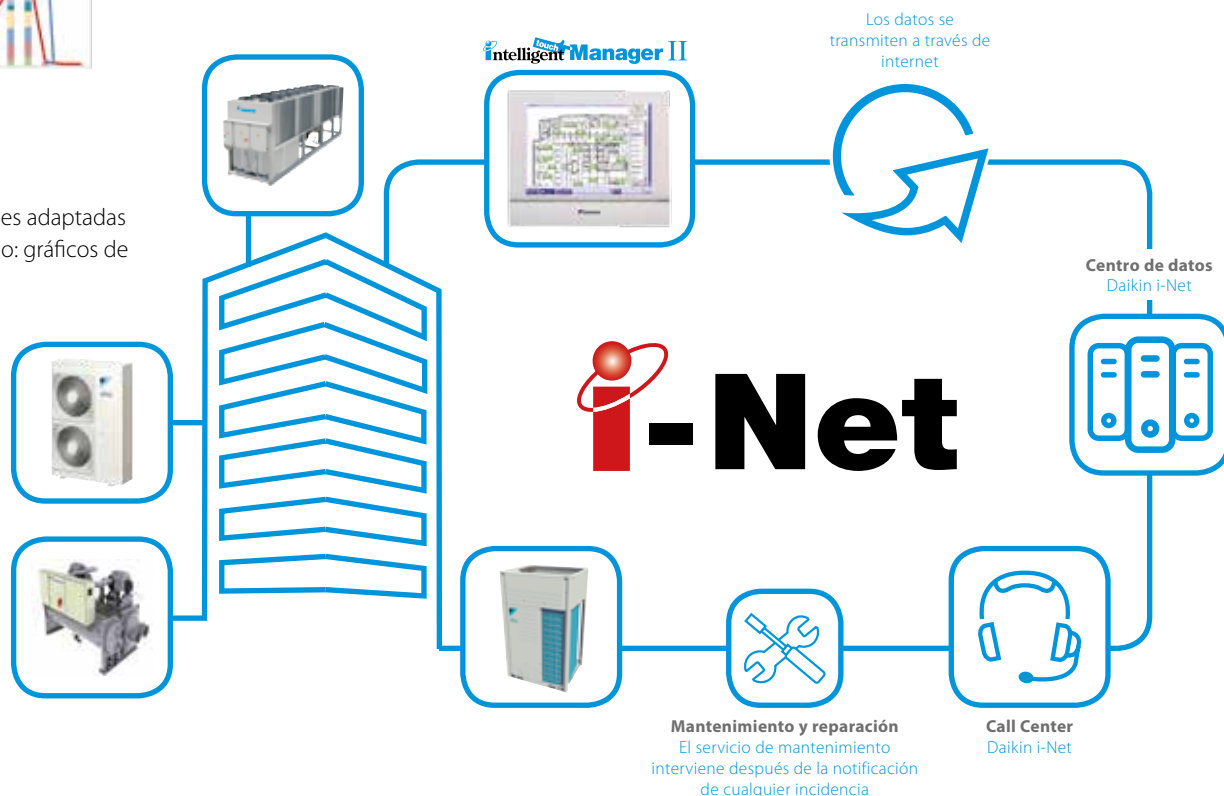 intelligent touch Manager II
Los datos se
transmiten a través de
internet
es adaptadas
o: gráficos de
Centro de datos
Daikin i-Net
i-Net
Mantenimiento y reparación
El servicio de mantenimiento
interviene después de la notificación
de cualquier incidencia
Call Center
Daikin i-Net